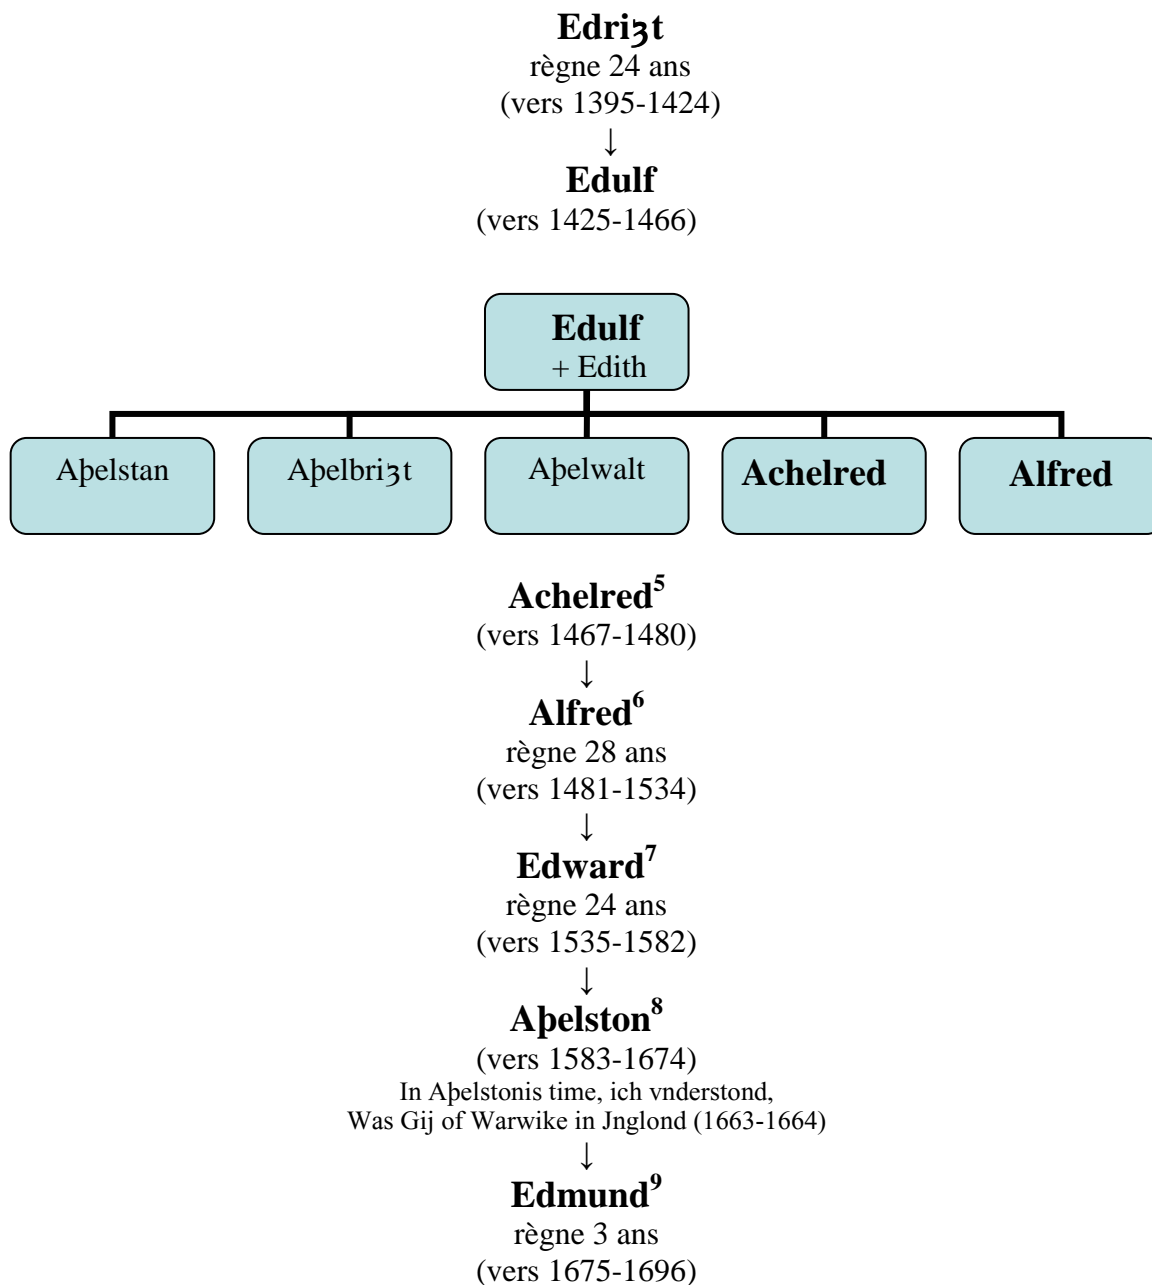 Edriȝt
règne 24 ans
(vers 1395-1424)
↓
Edulf
(vers 1425-1466)
Edulf
+ Edith
Aþelstan
Aþelbriȝt
Aþelwalt
Achelred
Alfred
Achelred⁵
(vers 1467-1480)
↓
Alfred⁶
règne 28 ans
(vers 1481-1534)
↓
Edward⁷
règne 24 ans
(vers 1535-1582)
↓
Aþelston⁸
(vers 1583-1674)
In Aþelstonis time, ich vnderstond,
Was Gij of Warwike in Jnglond (1663-1664)
↓
Edmund⁹
règne 3 ans
(vers 1675-1696)